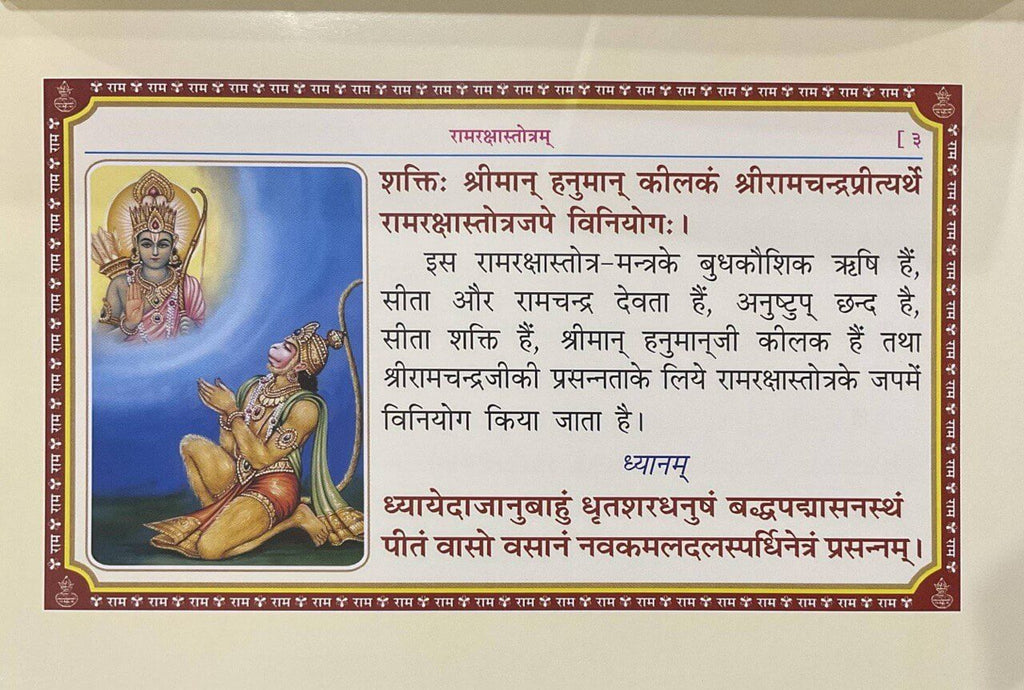 राम राम राम राम राम राम राम राम राम राम राम राम राम राम राम राम राम राम राम राम
रामरक्षास्तोत्रम् [ ३
शक्तिः श्रीमान् हनुमान् कीलकं श्रीरामचन्द्रप्रीत्यर्थे
रामरक्षास्तोत्रजपे विनियोगः।
इस रामरक्षास्तोत्र-मन्त्रके बुधकौशिक ऋषि हैं,
सीता और रामचन्द्र देवता हैं, अनुष्टुप् छन्द है,
सीता शक्ति हैं, श्रीमान् हनुमान्‌जी कीलक हैं तथा
श्रीरामचन्द्रजीकी प्रसन्नताके लिये रामरक्षास्तोत्रके जपमें
विनियोग किया जाता है।
ध्यानम्
ध्यायेदाजानुबाहुं धृतशरधनुषं बद्धपद्मासनस्थं
पीतं वासो वसानं नवकमलदलस्पर्धिनेत्रं प्रसन्नम्।
राम राम राम राम राम राम राम राम राम राम राम राम राम राम राम राम राम राम राम राम